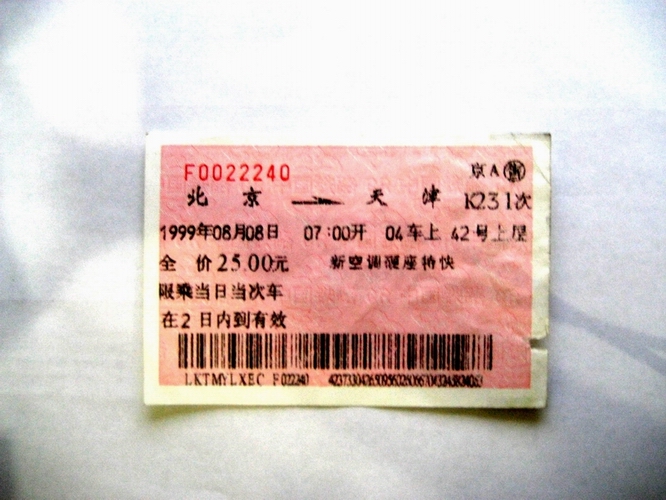 F0022240 京A
北京 → 天津 K231次
1999年08月08日 07:00开 04车上 42号上层
全价25.00元 新空调硬座特快
限乘当日当次车
在2日内到有效
LKTMYLXEC F022240